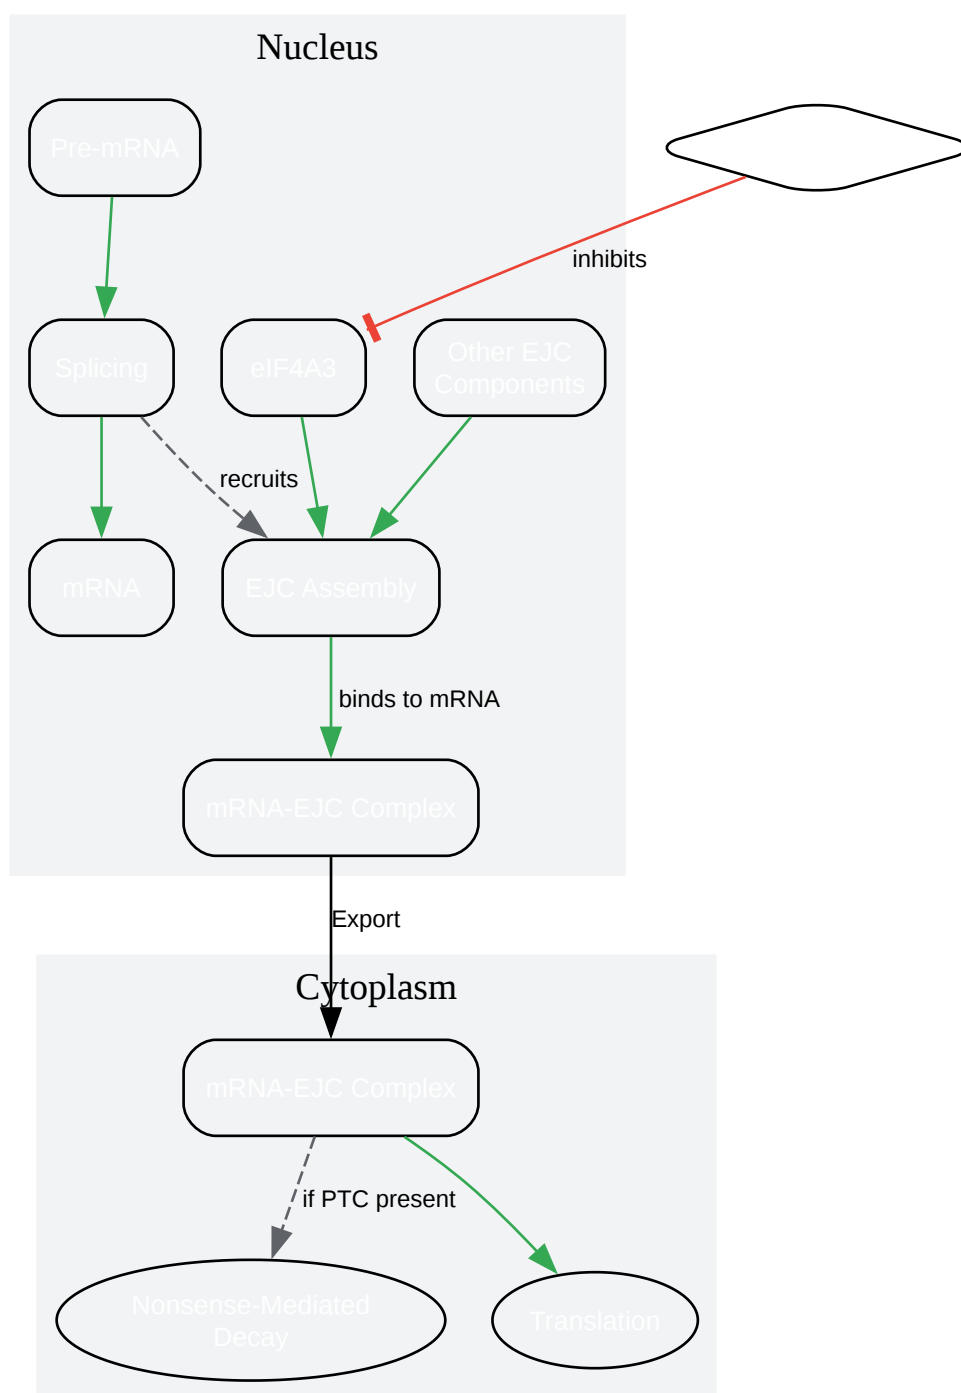 Nucleus
Pre-mRNA
inhibits
Splicing
eIF4A3
Other EJC
Components
recruits
mRNA
EJC Assembly
binds to mRNA
mRNA-EJC Complex
Export
Cytoplasm
mRNA-EJC Complex
if PTC present
Nonsense-Mediated
Decay
Translation